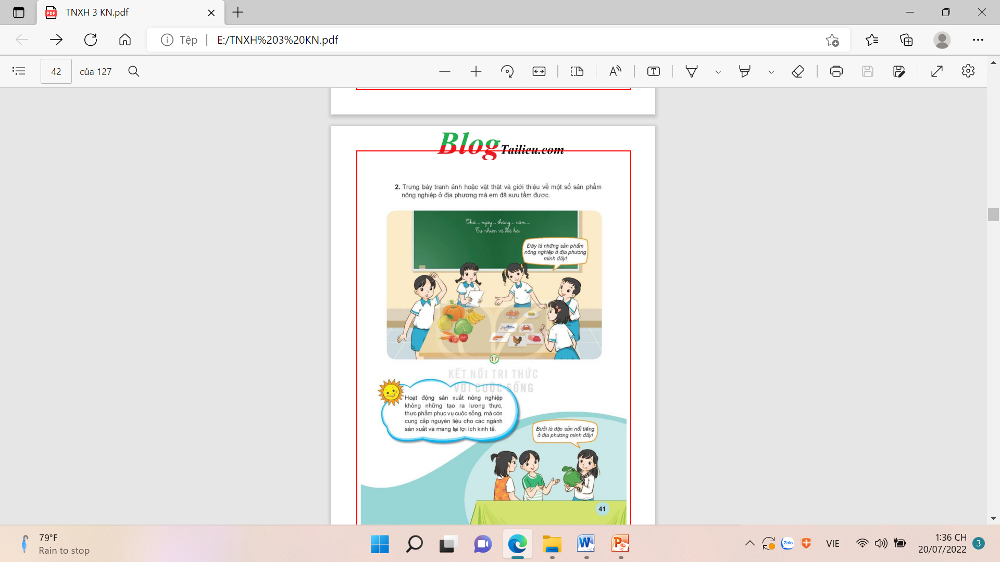 TNXH 3 KN.pdf
Tệp
E:/TNXH%203%20KN.pdf
42
của 127
Blog Tailieu.com
2. Trưng bày tranh ảnh hoặc vật thật và giới thiệu về một số sản phẩm
nông nghiệp ở địa phương mà em đã sưu tầm được.
Thứ ... ngày ... tháng ... năm ...
Tự nhiên và Xã hội
Đây là những sản phẩm
nông nghiệp ở địa phương
mình đấy!
17
KẾT NỐI TRI THỨC
VỚI CUỘC SỐNG
Hoạt động sản xuất nông nghiệp
không những tạo ra lương thực,
thực phẩm phục vụ cuộc sống, mà còn
cung cấp nguyên liệu cho các ngành
sản xuất và mang lại lợi ích kinh tế.
Bưởi là đặc sản nổi tiếng
ở địa phương mình đấy!
41
79°F
Rain to stop
Zalo
VIE
1:36 CH
20/07/2022
3